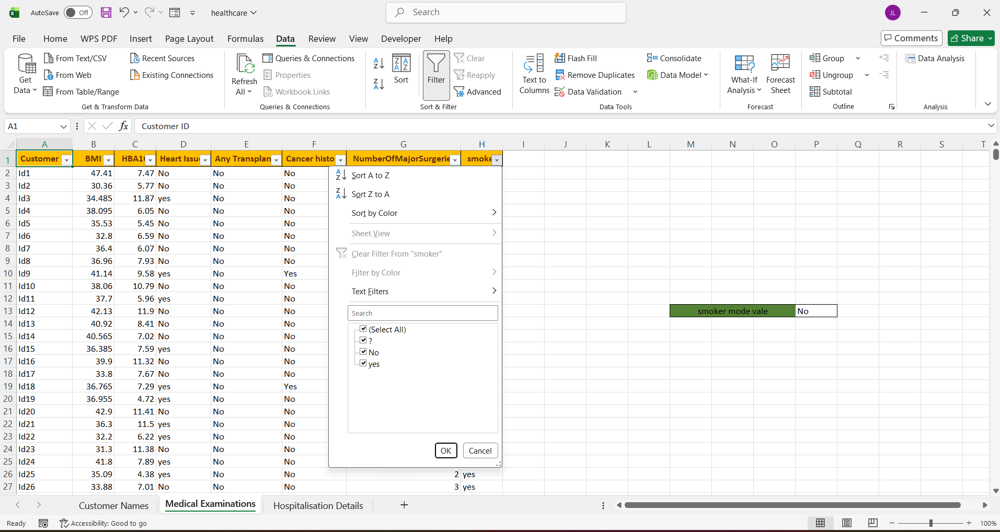 AutoSave Off healthcare Search JL
File Home WPS PDF Insert Page Layout Formulas Data Review View Developer Help Comments Share
Get Data From Text/CSV From Web From Table/Range Recent Sources Existing Connections
Get & Transform Data
Refresh All Queries & Connections Properties Workbook Links
Queries & Connections
Sort Filter Clear Reapply Advanced
Sort & Filter
Text to Columns Flash Fill Remove Duplicates Data Validation Consolidate Data Model
Data Tools
What-If Analysis Forecast Sheet
Forecast
Group Ungroup Subtotal
Outline
Data Analysis
Analysis
A1 fx Customer ID
A B C D E F G H I J K L M N O P Q R S T
1 Customer BMI HBA1 Heart Issu Any Transplan Cancer histo NumberOfMajorSurgerie smoke
2 Id1 47.41 7.47 No No No
3 Id2 30.36 5.77 No No No
4 Id3 34.485 11.87 yes No No
5 Id4 38.095 6.05 No No No
6 Id5 35.53 5.45 No No No
7 Id6 32.8 6.59 No No No
8 Id7 36.4 6.07 No No No
9 Id8 36.96 7.93 No No No
10 Id9 41.14 9.58 yes No Yes
11 Id10 38.06 10.79 No No No
12 Id11 37.7 5.96 yes No No
13 Id12 42.13 11.9 No No No
14 Id13 40.92 8.41 No No No
15 Id14 40.565 7.02 No No No
16 Id15 36.385 7.59 yes No No
17 Id16 39.9 11.32 No No No
18 Id17 33.8 7.67 No No No
19 Id18 36.765 7.29 yes No Yes
20 Id19 36.955 4.72 yes No No
21 Id20 42.9 11.41 No No No
22 Id21 36.3 11.5 yes No No
23 Id22 32.2 6.22 yes No No
24 Id23 31.3 11.38 No No No
25 Id24 41.8 7.89 yes No No
26 Id25 35.09 4.38 yes No No 2 yes
27 Id26 33.88 7.01 No No No 3 yes
Sort A to Z
Sort Z to A
Sort by Color
Sheet View
Clear Filter From "smoker"
Filter by Color
Text Filters
Search
(Select All)
?
No
yes
OK Cancel
smoker mode vale No
Customer Names Medical Examinations Hospitalisation Details
Ready Accessibility: Good to go 100%